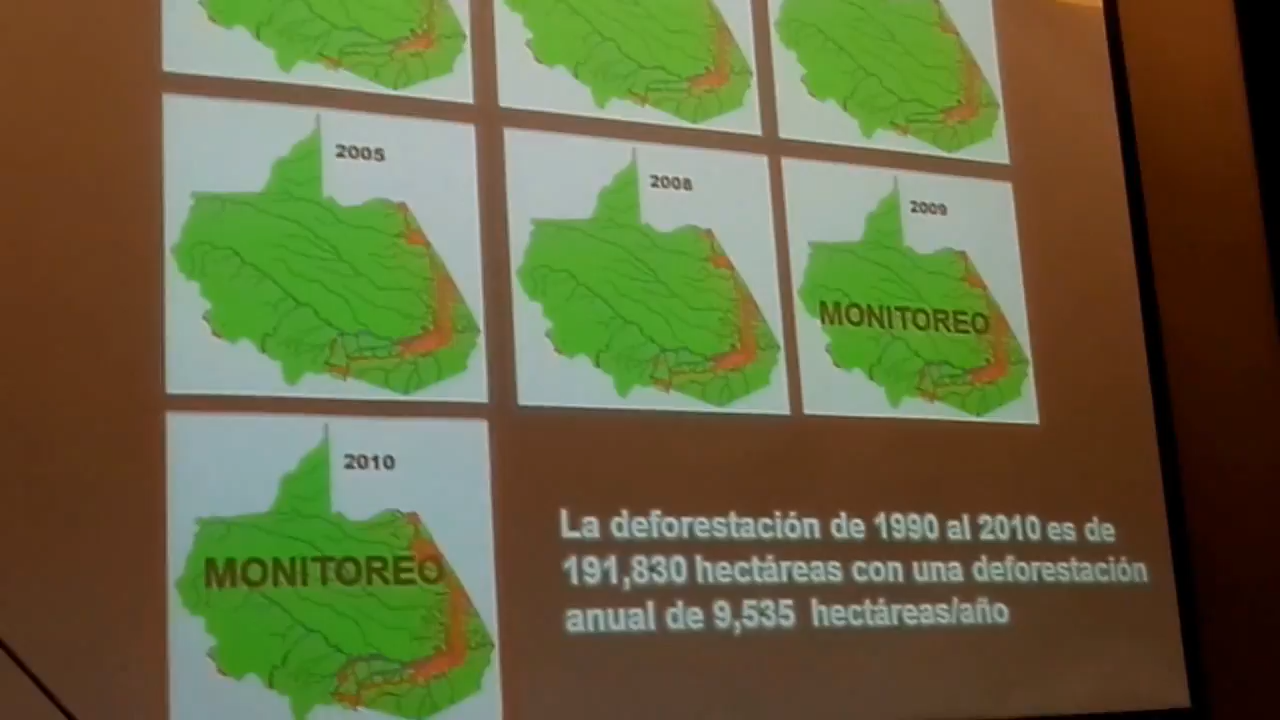 2005
2008
2009
MONITOREO
2010
MONITOREO
La deforestación de 1990 al 2010 es de
191,830 hectáreas con una deforestación
anual de 9,535 hectáreas/año